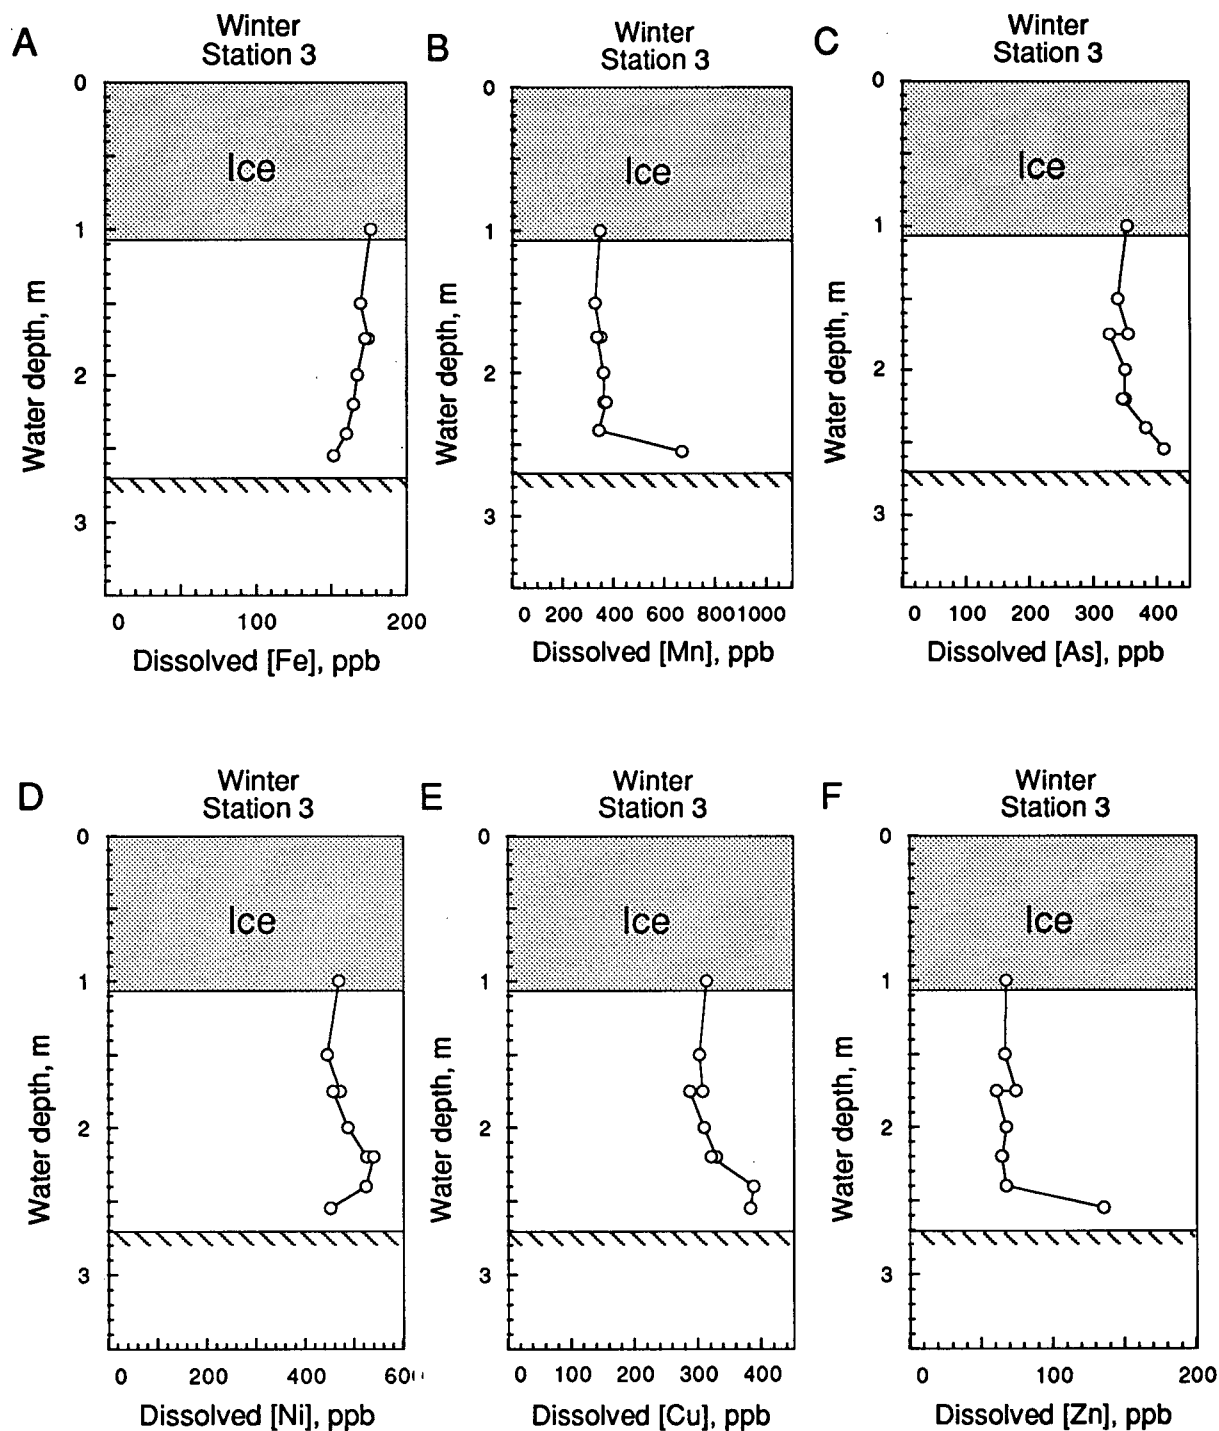 A
Winter
Station 3
0
1
2
3
Ice
Water depth, m
0 100 200
Dissolved [Fe], ppb
B
Winter
Station 3
0
1
2
3
Ice
Water depth, m
0 200 400 600 8001000
Dissolved [Mn], ppb
C
Winter
Station 3
0
1
2
3
Ice
Water depth, m
0 100 200 300 400
Dissolved [As], ppb
D
Winter
Station 3
0
1
2
3
Ice
Water depth, m
0 200 400
Dissolved [Ni], ppb
E
Winter
Station 3
0
1
2
3
Ice
Water depth, m
0 100 200 300 400
Dissolved [Cu], ppb
F
Winter
Station 3
0
1
2
3
Ice
Water depth, m
0 100 200
Dissolved [Zn], ppb